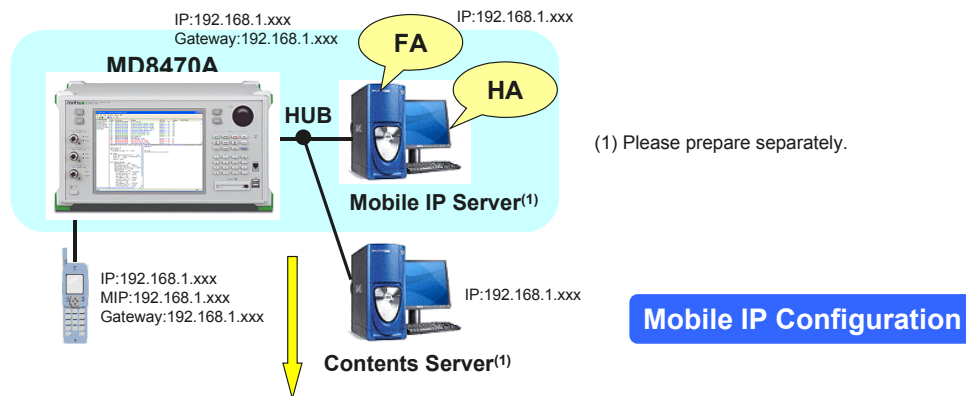 IP:192.168.1.xxx
Gateway:192.168.1.xxx
IP:192.168.1.xxx
FA
MD8470A
HA
HUB
(1) Please prepare separately.
Mobile IP Server(1)
IP:192.168.1.xxx
MIP:192.168.1.xxx
Gateway:192.168.1.xxx
IP:192.168.1.xxx
Mobile IP Configuration
Contents Server(1)